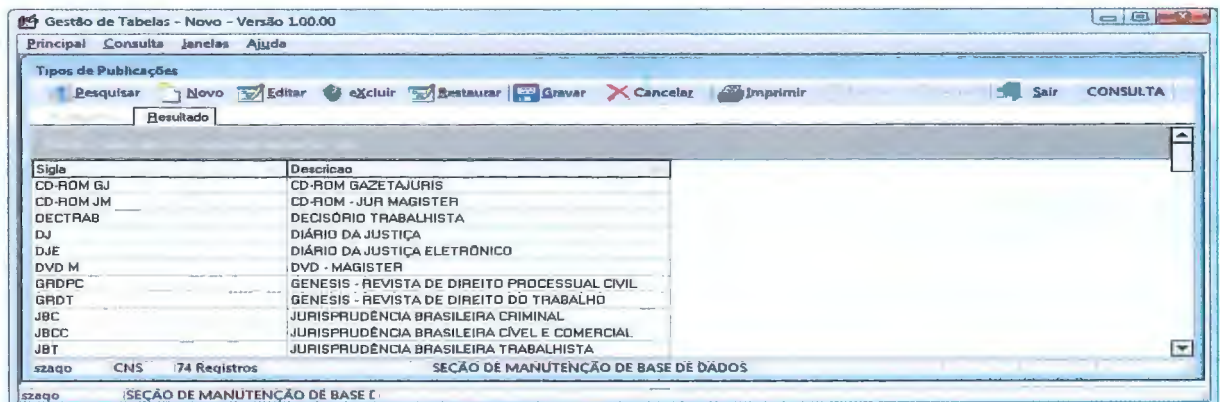 Gestão de Tabelas - Novo - Versão 1.00.00
Principal Consulta Janelas Ajuda
Tipos de Publicações
Pesquisar Novo Editar eXcluir Restaurar Gravar Cancelar Imprimir Sair CONSULTA
Resultado
Sigla Descricao
CD-ROM GJ CD-ROM GAZETAJURIS
CD-ROM JM CD-ROM - JUR MAGISTER
DECTRAB DECISÓRIO TRABALHISTA
DJ DIÁRIO DA JUSTIÇA
DJE DIÁRIO DA JUSTIÇA ELETRÔNICO
DVD M DVD - MAGISTER
GRDPC GENESIS - REVISTA DE DIREITO PROCESSUAL CIVIL
GRDT GENESIS - REVISTA DE DIREITO DO TRABALHO
JBC JURISPRUDÊNCIA BRASILEIRA CRIMINAL
JBCC JURISPRUDÊNCIA BRASILEIRA CÍVEL E COMERCIAL
JBT JURISPRUDÊNCIA BRASILEIRA TRABALHISTA
szaqo CNS 74 Registros SEÇÃO DE MANUTENÇÃO DE BASE DE DADOS
szaqo SEÇÃO DE MANUTENÇÃO DE BASE D